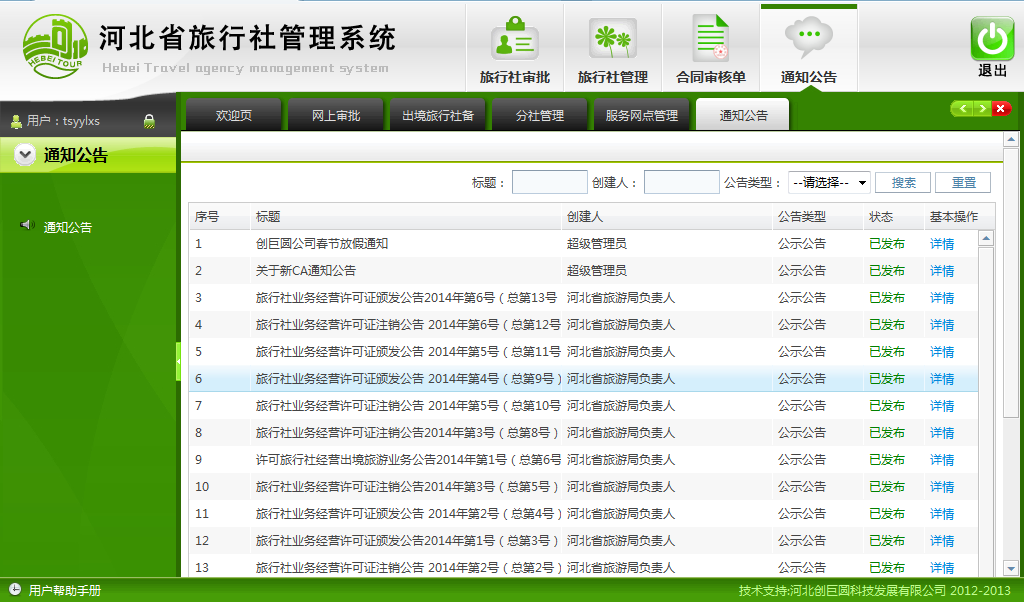 河北省旅行社管理系统
Hebei Travel agency management system
HEBEI TOUR
旅行社审批
旅行社管理
合同审核单
通知公告
退出
用户：tsyylxs
欢迎页
网上审批
出境旅行社备
分社管理
服务网点管理
通知公告
通知公告
通知公告
标题： 创建人： 公告类型： --请选择-- 搜索 重置
序号 标题 创建人 公告类型 状态 基本操作
1 创巨圆公司春节放假通知 超级管理员 公示公告 已发布 详情
2 关于新CA通知公告 超级管理员 公示公告 已发布 详情
3 旅行社业务经营许可证颁发公告2014年第6号（总第13号 河北省旅游局负责人 公示公告 已发布 详情
4 旅行社业务经营许可证注销公告 2014年第6号（总第12号 河北省旅游局负责人 公示公告 已发布 详情
5 旅行社业务经营许可证颁发公告 2014年第5号（总第11号 河北省旅游局负责人 公示公告 已发布 详情
6 旅行社业务经营许可证颁发公告 2014年第4号（总第9号） 河北省旅游局负责人 公示公告 已发布 详情
7 旅行社业务经营许可证注销公告 2014年第5号（总第10号 河北省旅游局负责人 公示公告 已发布 详情
8 旅行社业务经营许可证注销公告2014年第3号（总第8号） 河北省旅游局负责人 公示公告 已发布 详情
9 许可旅行社经营出境旅游业务公告2014年第1号（总第6号 河北省旅游局负责人 公示公告 已发布 详情
10 旅行社业务经营许可证注销公告2014年第3号（总第5号） 河北省旅游局负责人 公示公告 已发布 详情
11 旅行社业务经营许可证颁发公告 2014年第2号（总第4号） 河北省旅游局负责人 公示公告 已发布 详情
12 旅行社业务经营许可证颁发公告2014年第1号（总第3号） 河北省旅游局负责人 公示公告 已发布 详情
13 旅行社业务经营许可证注销公告 2014年第2号（总第2号） 河北省旅游局负责人 公示公告 已发布 详情
用户帮助手册
技术支持:河北创巨圆科技发展有限公司 2012-2013